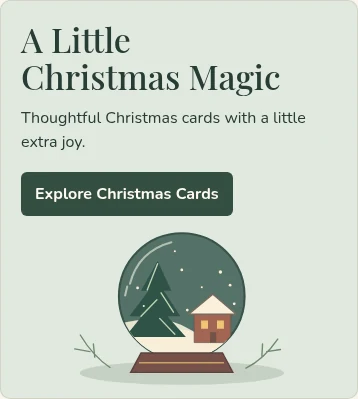 A Little
Christmas Magic
Thoughtful Christmas cards with a little
extra joy.
Explore Christmas Cards